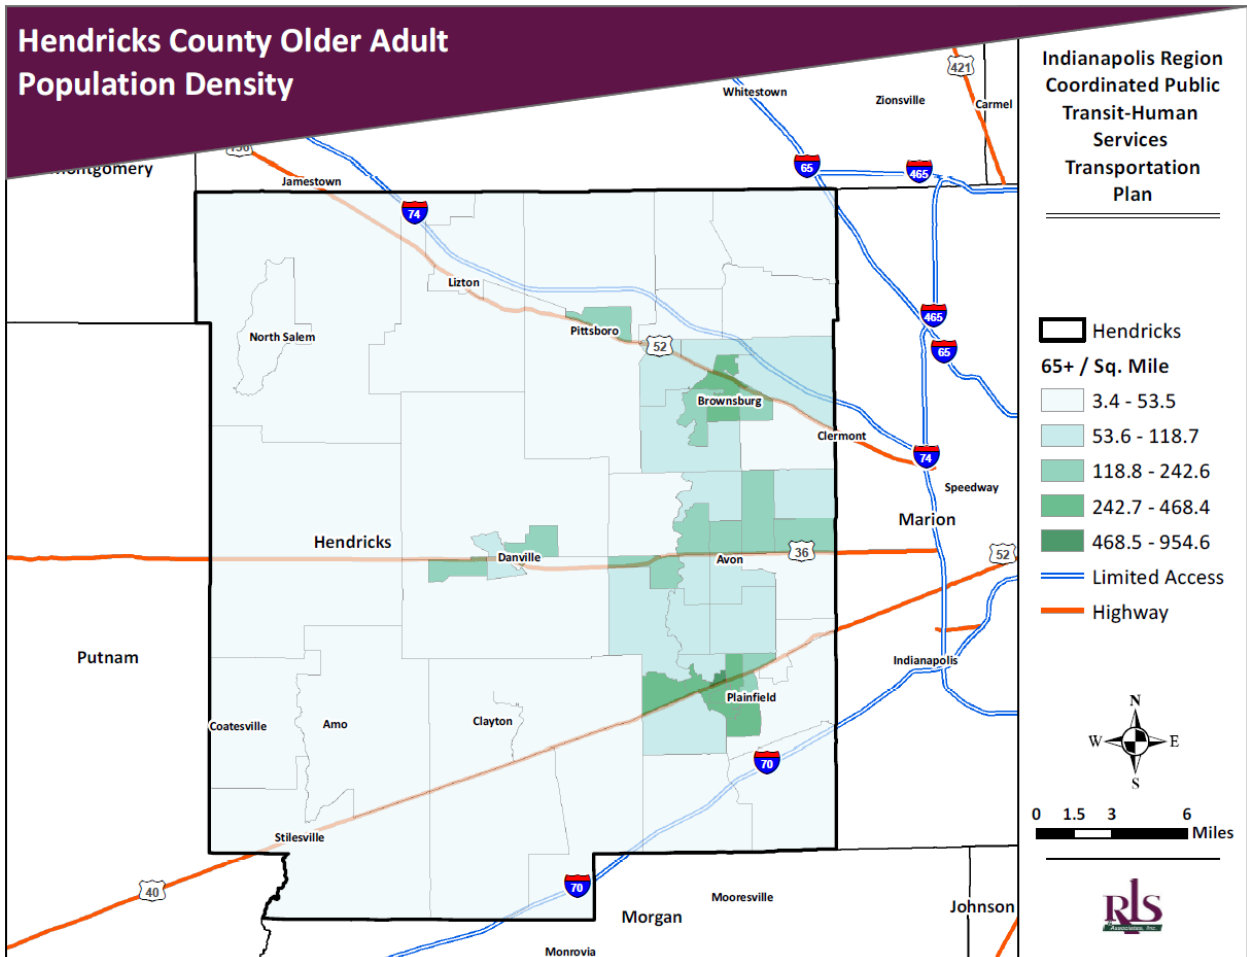 Hendricks County Older Adult
Population Density
Indianapolis Region
Coordinated Public
Transit-Human
Services
Transportation
Plan
421
Whitestown
Zionsville
Carmel
Jamestown
65
465
74
Lizton
North Salem
Pittsboro
52
465
65
Brownsburg
Clermont
74
Speedway
Marion
Hendricks
Danville
Avon
36
52
Putnam
Indianapolis
Coatesville
Amo
Clayton
Plainfield
70
Stilesville
40
70
Mooresville
Morgan
Johnson
Monrovia
Hendricks
65+ / Sq. Mile
3.4 - 53.5
53.6 - 118.7
118.8 - 242.6
242.7 - 468.4
468.5 - 954.6
Limited Access
Highway
N
W E
S
0 1.5 3 6
Miles
RLS
& Associates, Inc.